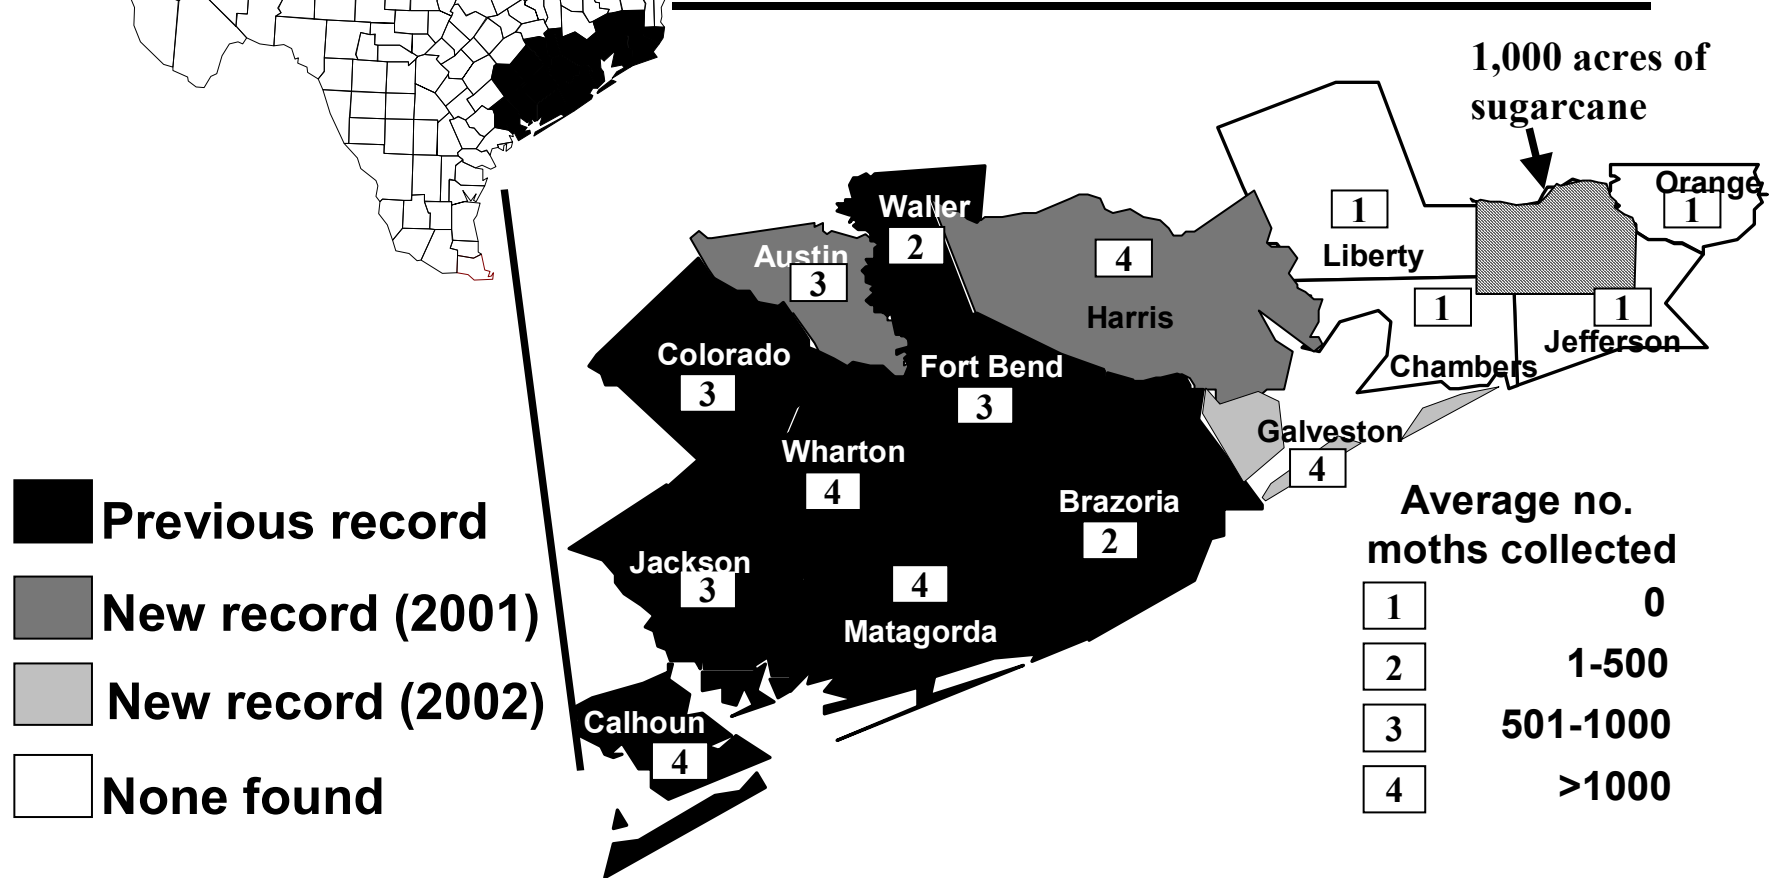 1,000 acres of
sugarcane
Orange
1
Waller
2
1
Liberty
Austin
3
4
Harris
1
1
Jefferson
Chambers
Colorado
3
Fort Bend
3
Galveston
4
Wharton
4
Brazoria
2
Jackson
3
4
Matagorda
Calhoun
4
Previous record
New record (2001)
New record (2002)
None found
Average no.
moths collected
1 0
2 1-500
3 501-1000
4 >1000